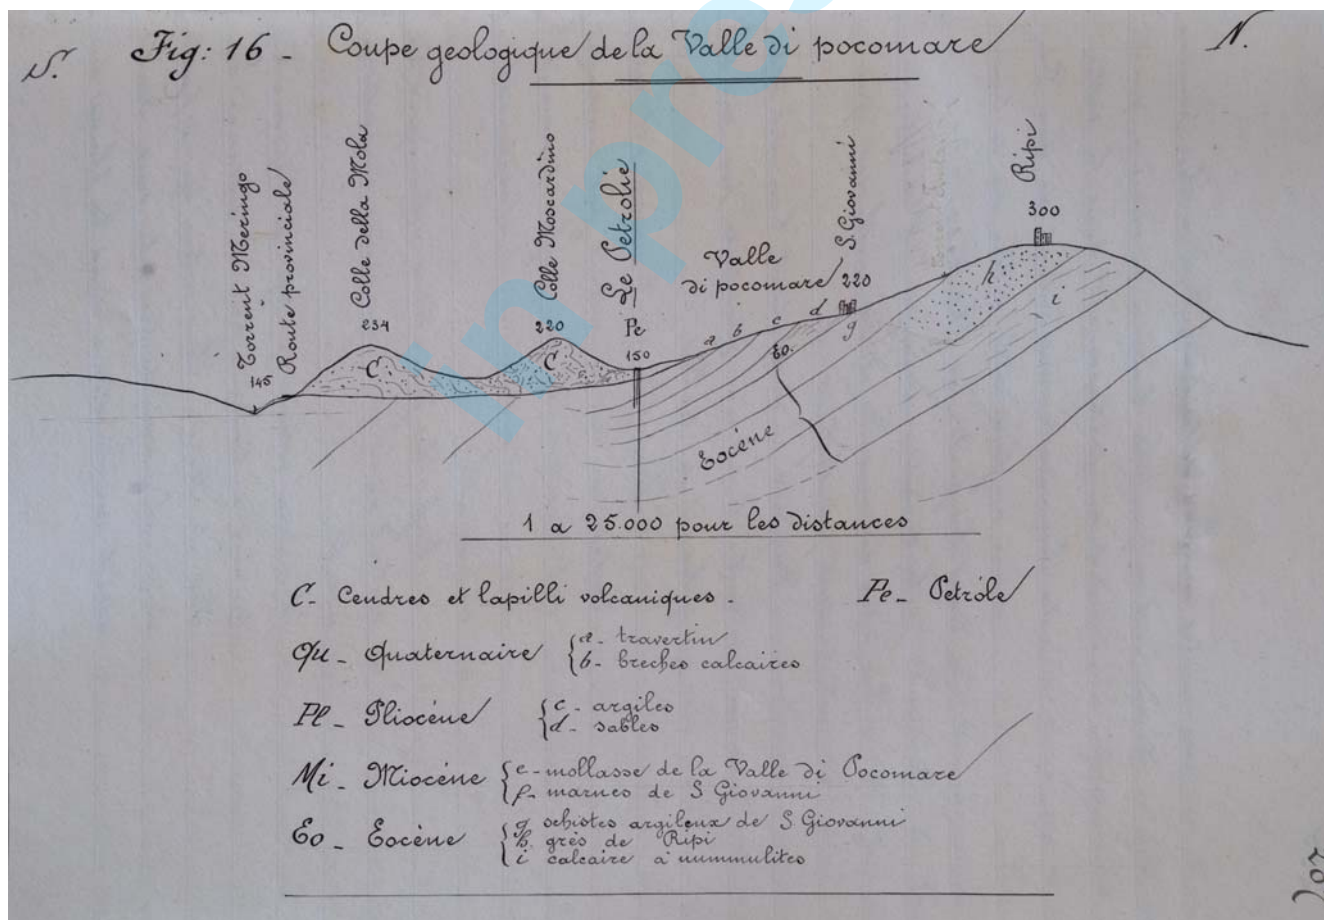 S. Fig: 16 - Coupe geologique de la Valle di pocomare N.
Torrent Meringo
Route provinciale
Colle della Mola
Colle Moscardino
Le Petrolie
S. Giovanni
Ripi
300
Valle
di pocomare
220
234
220
Pe
150
145
C
C
a b c d g
h
i
Eo.
Eocène
1 a 25.000 pour les distances
C- Cendres et lapilli volcaniques. Pe- Petróle
Qu- Quaternaire { a- travertin
b- breches calcaires
Pl- Pliocène { c- argiles
d- sables
Mi- Miocène { e- mollasse de la Valle di Pocomare
f- marnes de S Giovanni
Eo- Eocène { g schistes argileux de S Giovanni
h. grès de Ripi
i calcaire a nummulites
in pre